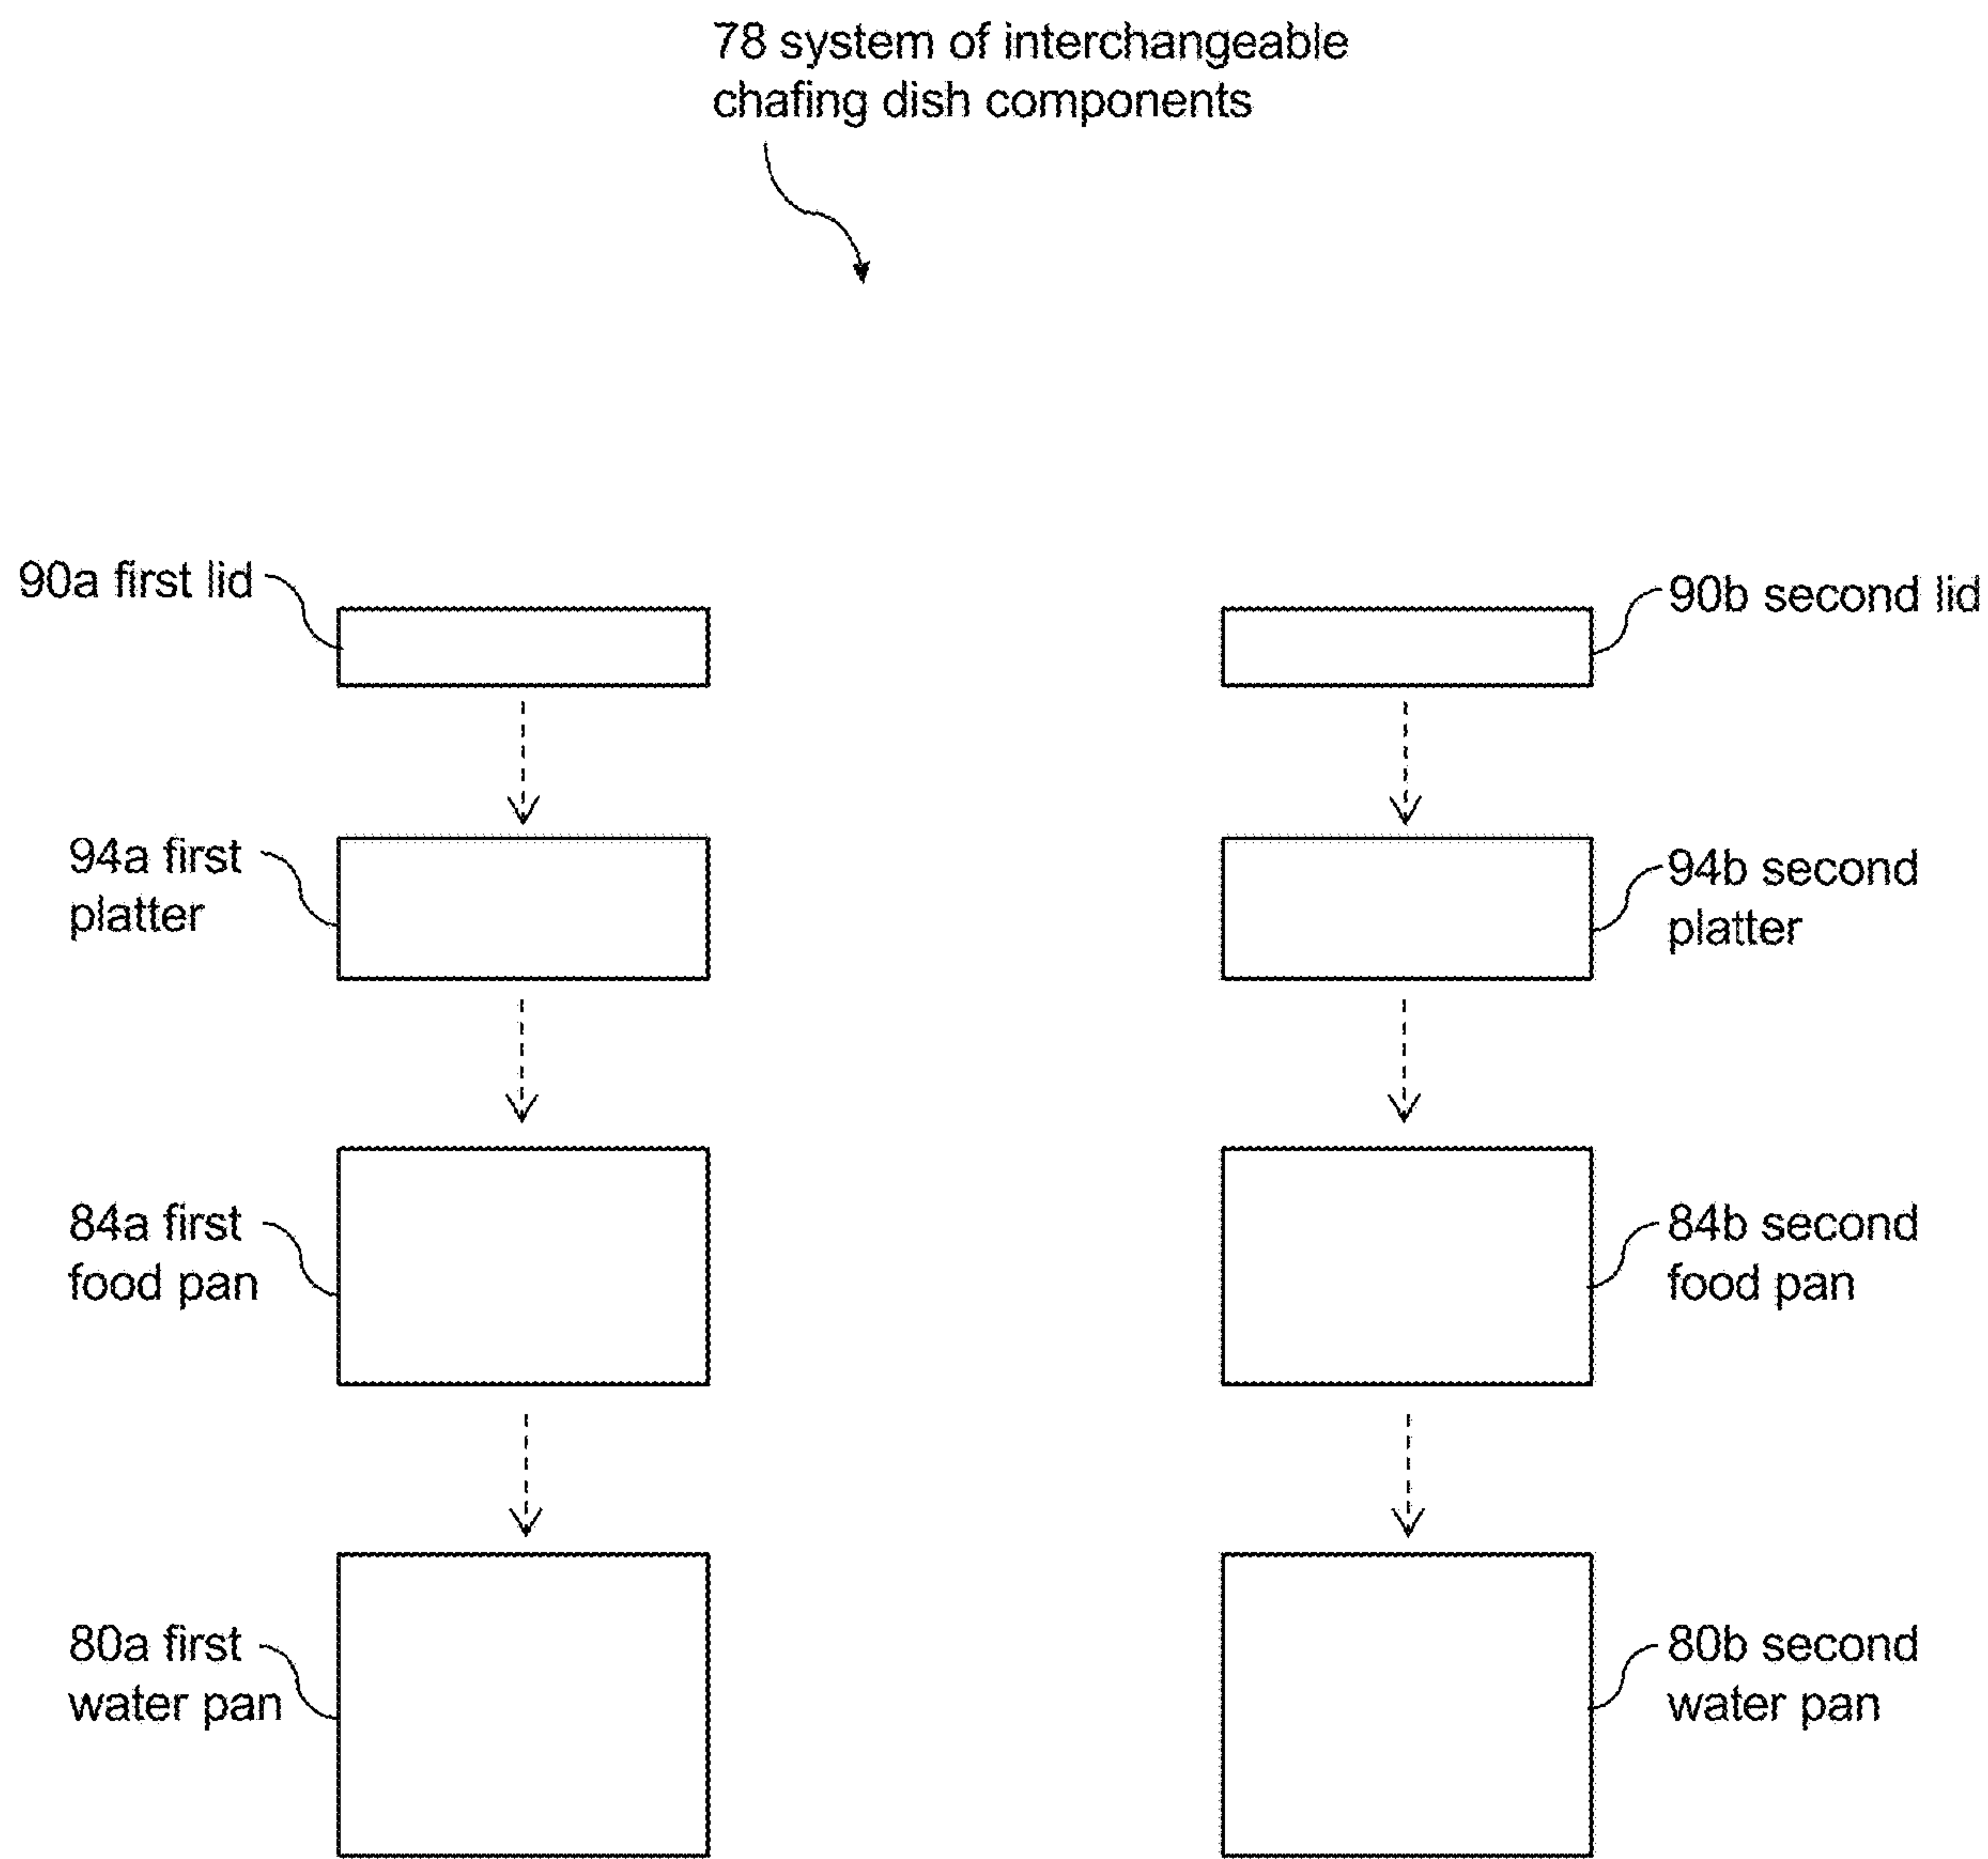 78 system of interchangeable
chafing dish components
90a first lid
90b second lid
94a first
platter
94b second
platter
84a first
food pan
84b second
food pan
80a first
water pan
80b second
water pan